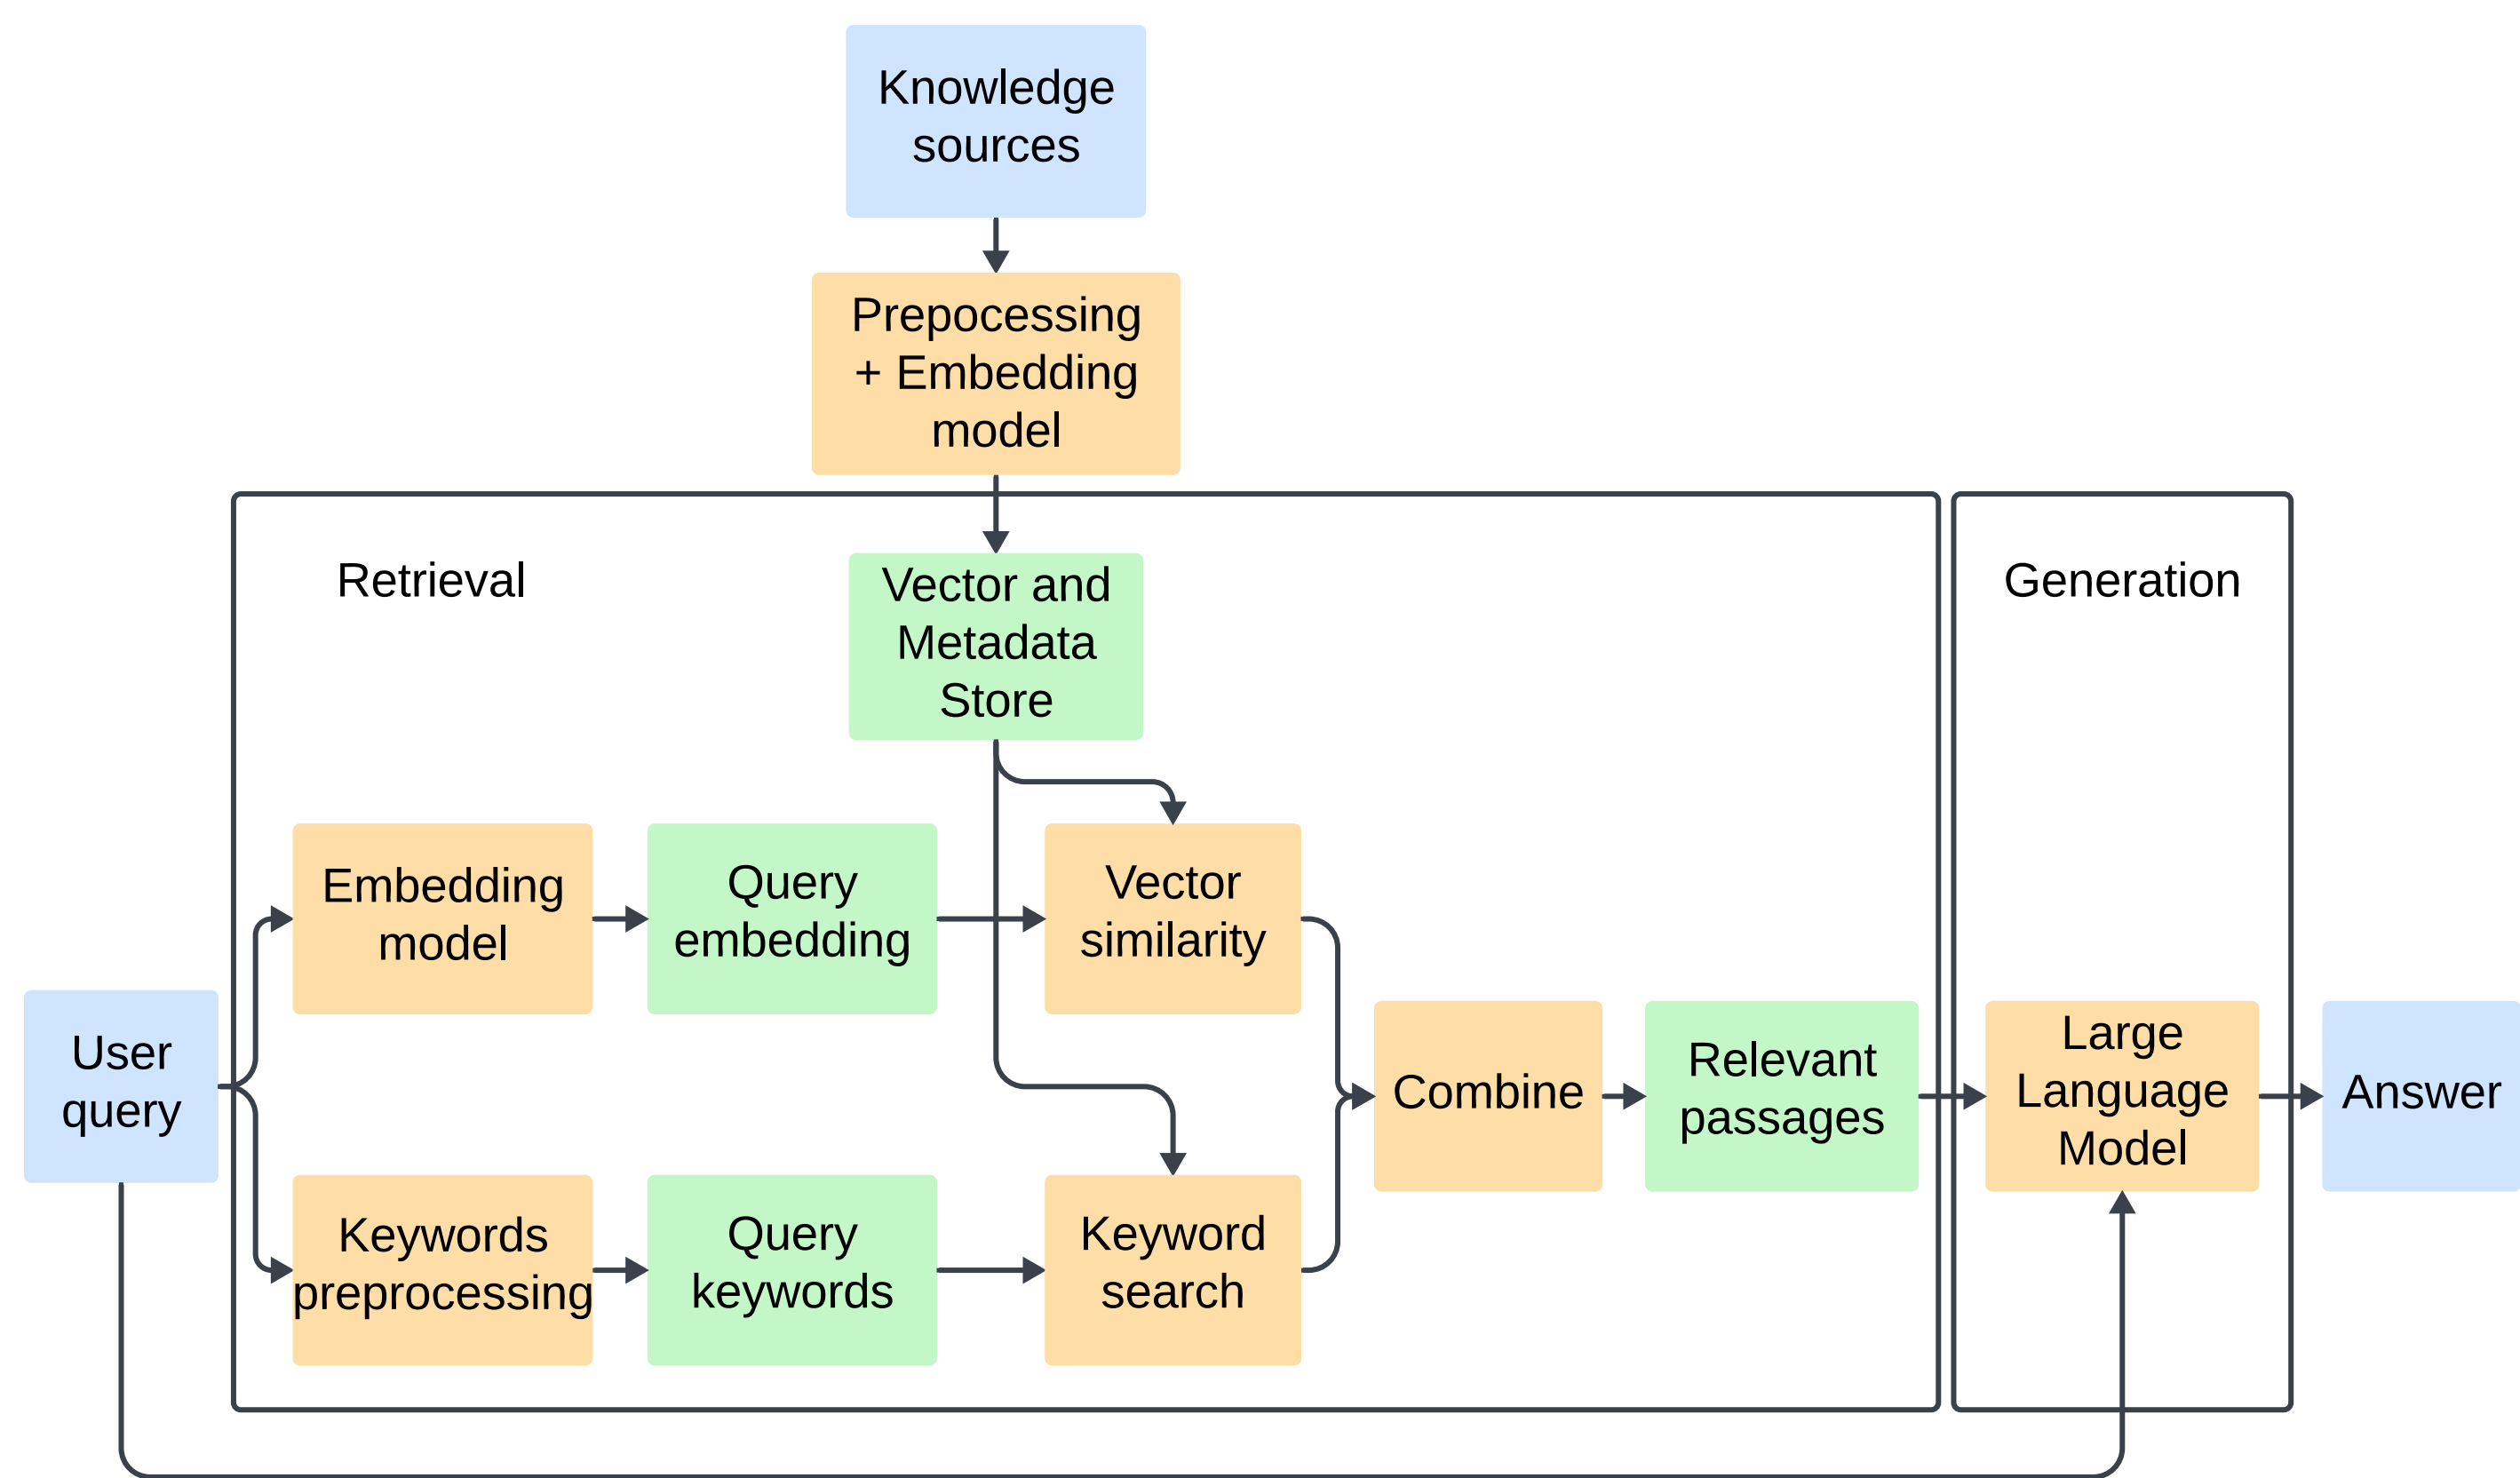 Knowledge
sources
Prepocessing
+ Embedding
model
Retrieval
Generation
Vector and
Metadata
Store
Embedding
model
Query
embedding
Vector
similarity
User
query
Combine
Relevant
passages
Large
Language
Model
Answer
Keywords
preprocessing
Query
keywords
Keyword
search